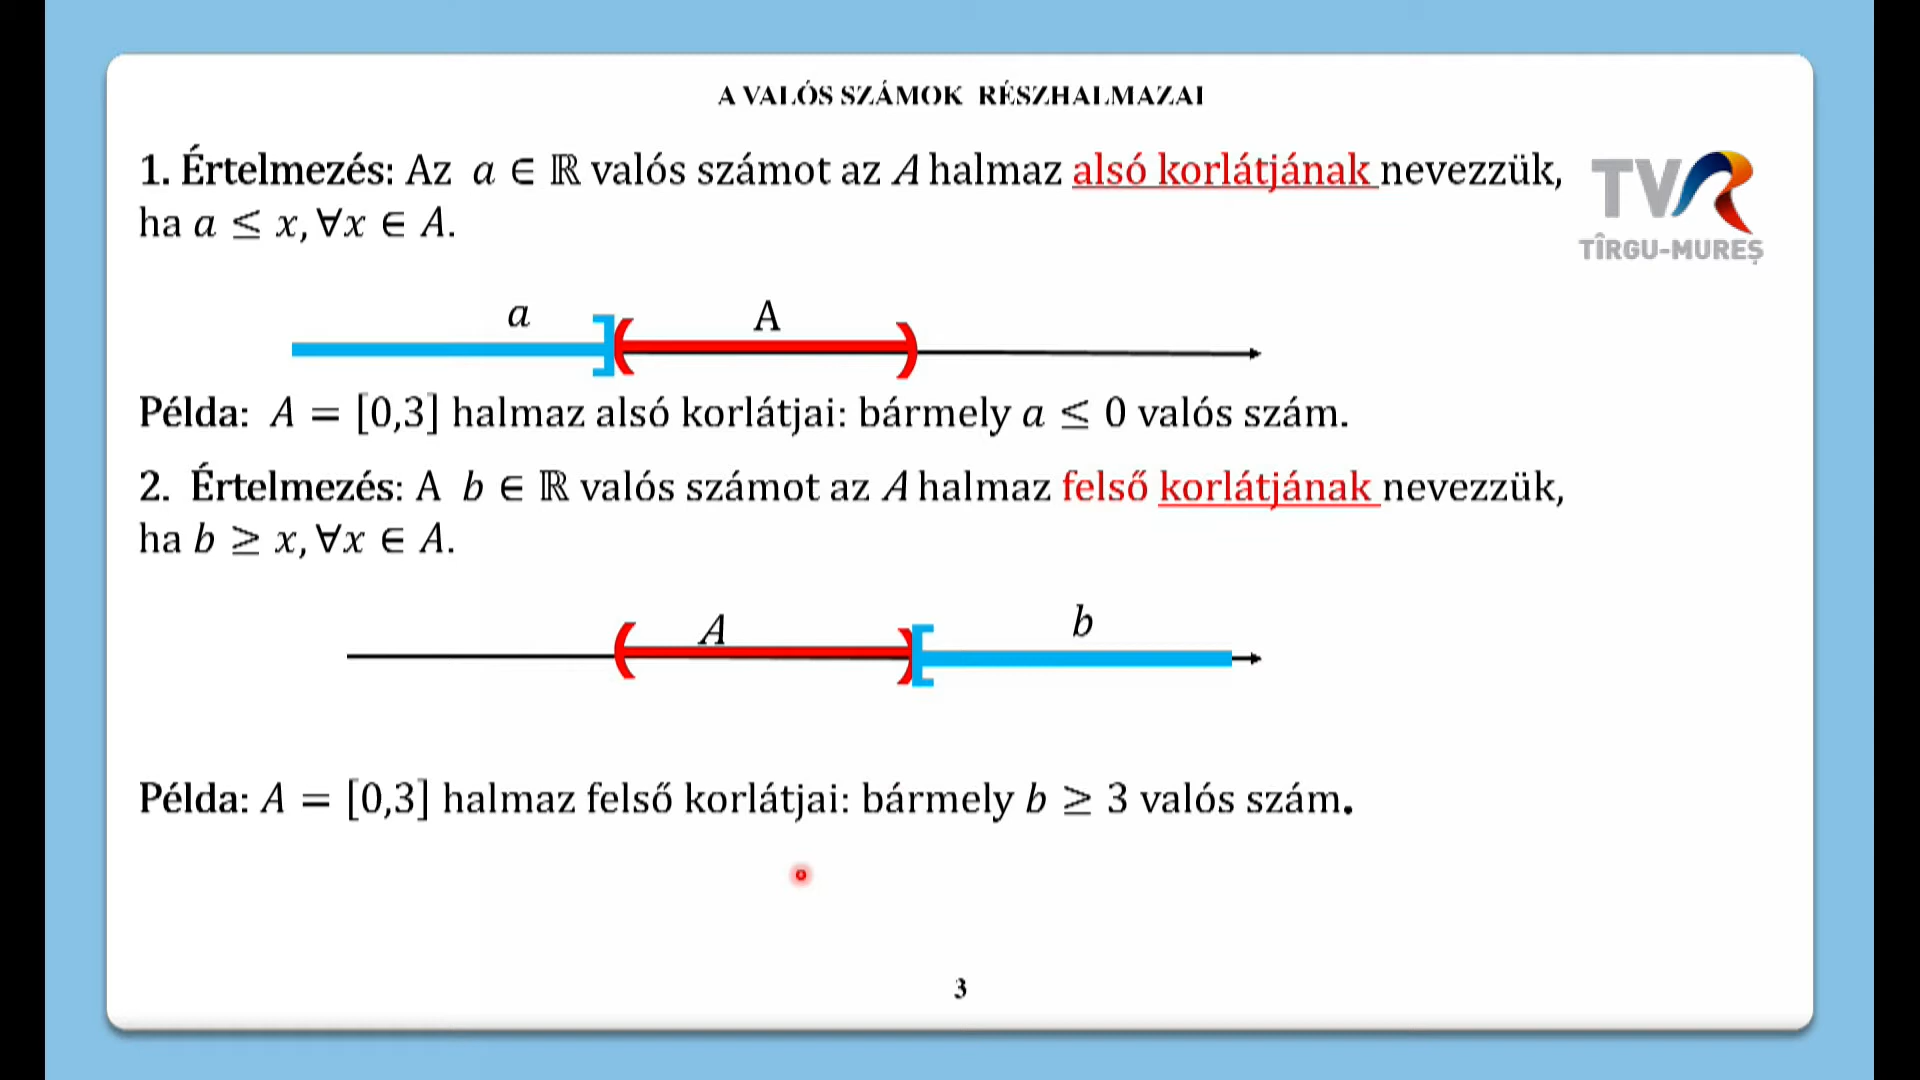 A VALÓS SZÁMOK RÉSZHALMAZAI
1. Értelmezés: Az a ∈ ℝ valós számot az A halmaz alsó korlátjának nevezzük,
ha a ≤ x, ∀x ∈ A.
TVR
TÎRGU-MUREȘ
a A
Példa: A = [0,3] halmaz alsó korlátjai: bármely a ≤ 0 valós szám.
2. Értelmezés: A b ∈ ℝ valós számot az A halmaz felső korlátjának nevezzük,
ha b ≥ x, ∀x ∈ A.
A b
Példa: A = [0,3] halmaz felső korlátjai: bármely b ≥ 3 valós szám.
3